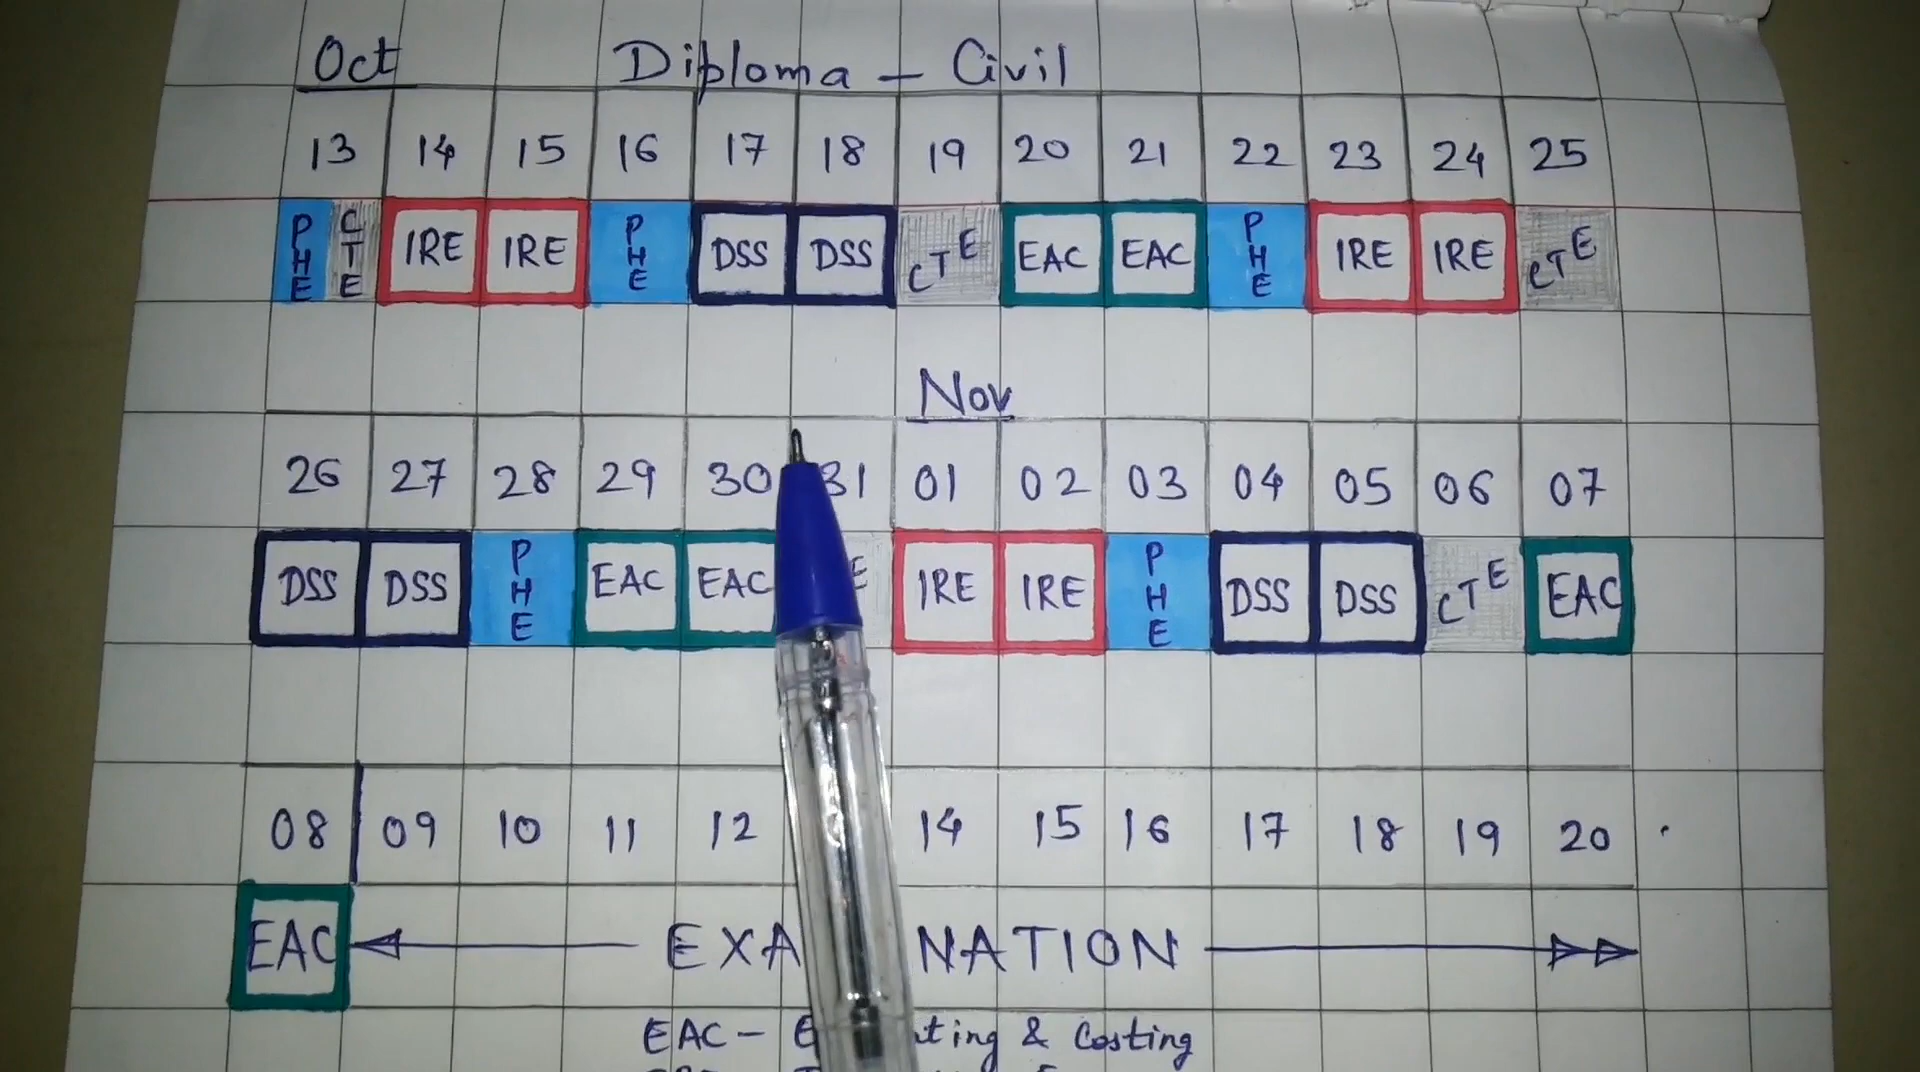 Oct Diploma - Civil
13 14 15 16 17 18 19 20 21 22 23 24 25
PHE CTE IRE IRE PHE DSS DSS CTE EAC EAC PHE IRE IRE CTE
Nov
26 27 28 29 30 31 01 02 03 04 05 06 07
DSS DSS PHE EAC EAC IRE IRE PHE DSS DSS CTE EAC
08 09 10 11 12 14 15 16 17 18 19 20
EAC EXA NATION
EAC - & Costing